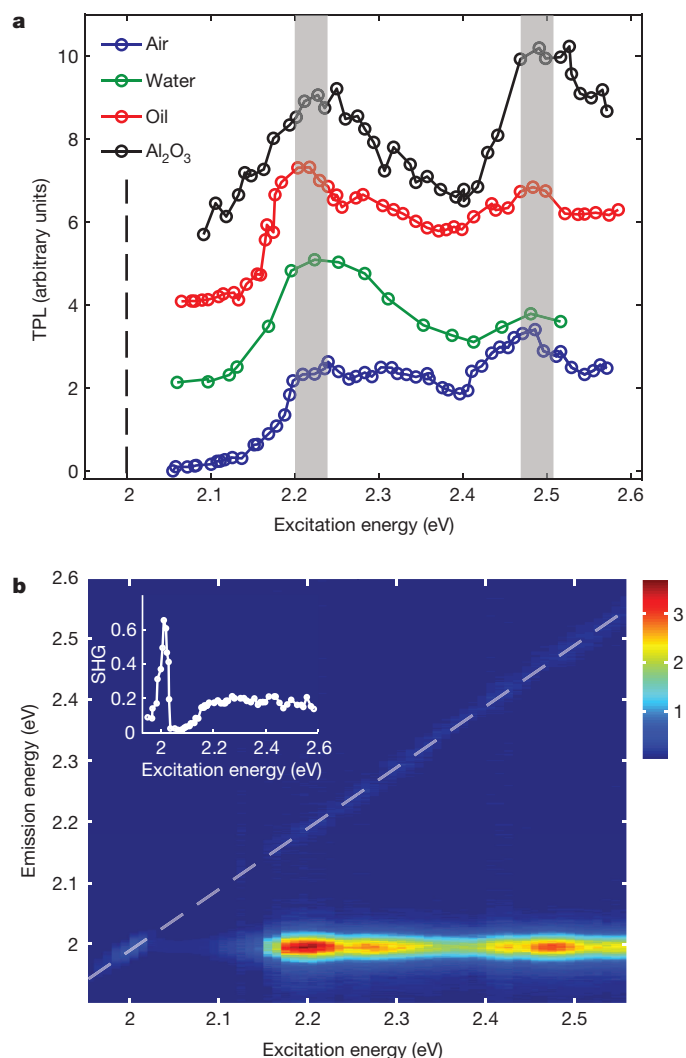 a
Air
Water
Oil
Al₂O₃
10
8
6
4
2
0
TPL (arbitrary units)
2 2.1 2.2 2.3 2.4 2.5 2.6
Excitation energy (eV)
b
2.6
2.5
2.4
2.3
2.2
2.1
2
Emission energy (eV)
0.6
0.4
0.2
0
SHG
2 2.2 2.4 2.6
Excitation energy (eV)
3
2
1
2 2.1 2.2 2.3 2.4 2.5
Excitation energy (eV)